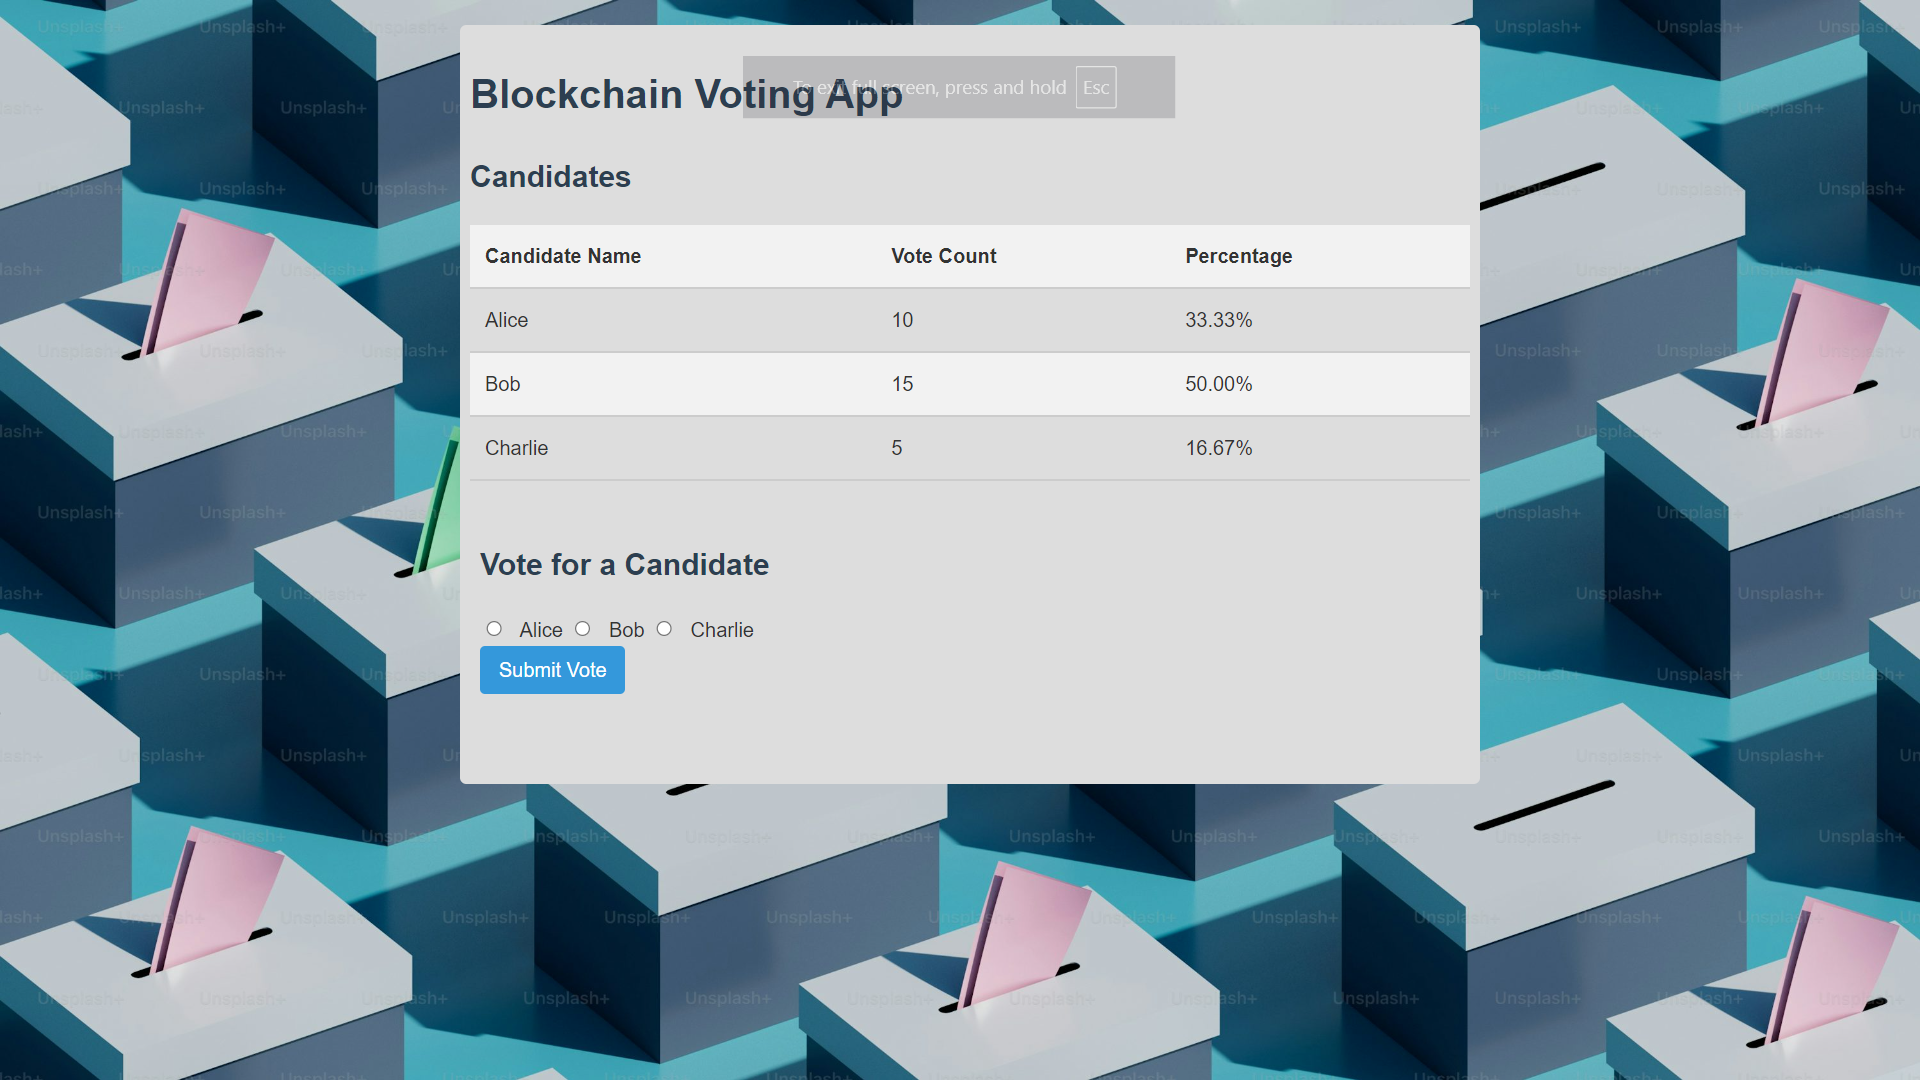 To exit full screen, press and hold Esc
Blockchain Voting App
Candidates
Candidate Name Vote Count Percentage
Alice 10 33.33%
Bob 15 50.00%
Charlie 5 16.67%
Vote for a Candidate
Alice Bob Charlie
Submit Vote
Unsplash+